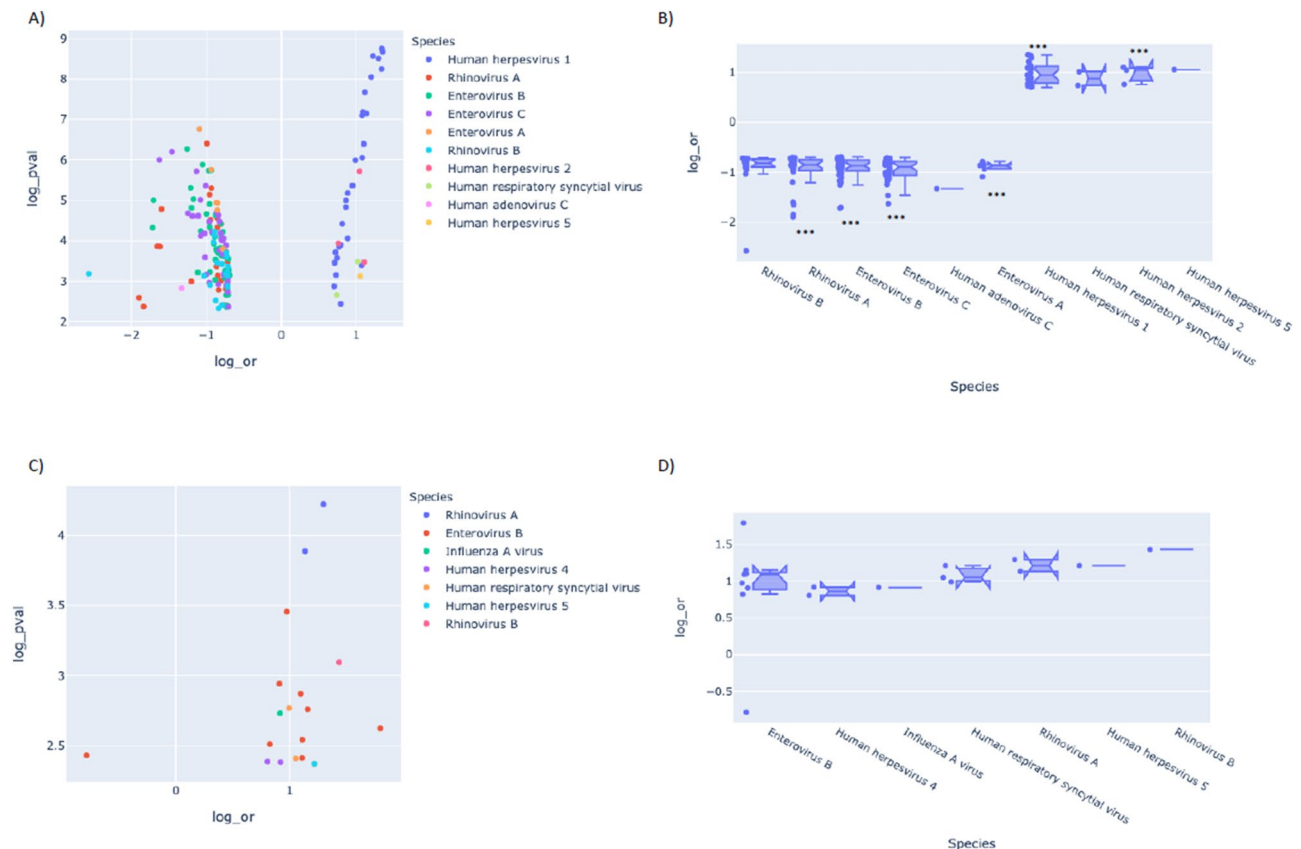 A)
9
8
7
6
5
4
3
2
log_pval
−2
−1
0
1
log_or
Species
Human herpesvirus 1
Rhinovirus A
Enterovirus B
Enterovirus C
Enterovirus A
Rhinovirus B
Human herpesvirus 2
Human respiratory syncytial virus
Human adenovirus C
Human herpesvirus 5
B)
1
0
−1
−2
log_or
***
***
***
***
***
***
Rhinovirus B
Rhinovirus A
Enterovirus B
Enterovirus C
Human adenovirus C
Enterovirus A
Human herpesvirus 1
Human respiratory syncytial virus
Human herpesvirus 2
Human herpesvirus 5
Species
C)
4
3.5
3
2.5
log_pval
0
1
log_or
Species
Rhinovirus A
Enterovirus B
Influenza A virus
Human herpesvirus 4
Human respiratory syncytial virus
Human herpesvirus 5
Rhinovirus B
D)
1.5
1
0.5
0
−0.5
log_or
Enterovirus B
Human herpesvirus 4
Influenza A virus
Human respiratory syncytial virus
Rhinovirus A
Human herpesvirus 5
Rhinovirus B
Species